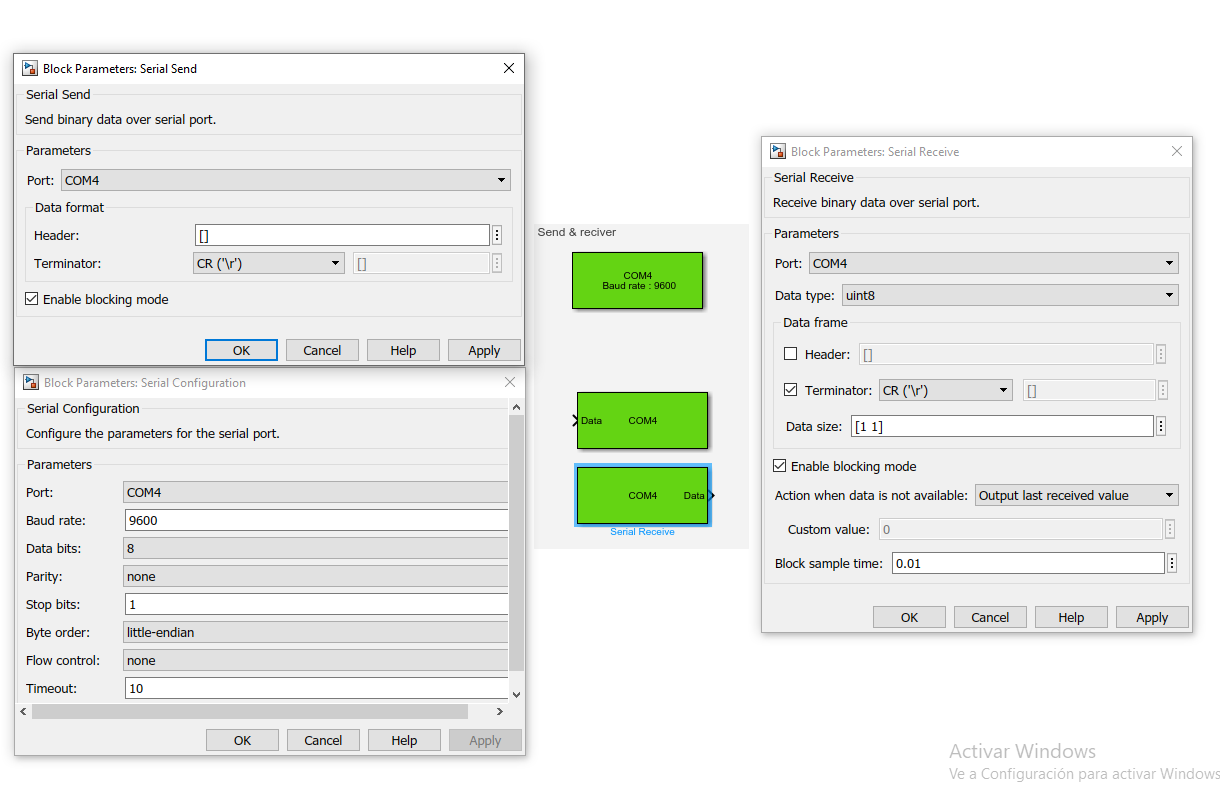 Block Parameters: Serial Send
Serial Send
Send binary data over serial port.
Parameters
Port: COM4
Data format
Header: []
Terminator: CR ('\r') []
Enable blocking mode
OK Cancel Help Apply
Block Parameters: Serial Configuration
Serial Configuration
Configure the parameters for the serial port.
Parameters
Port: COM4
Baud rate: 9600
Data bits: 8
Parity: none
Stop bits: 1
Byte order: little-endian
Flow control: none
Timeout: 10
OK Cancel Help Apply
Send & reciver
COM4
Baud rate : 9600
Data COM4
COM4 Data
Serial Receive
Block Parameters: Serial Receive
Serial Receive
Receive binary data over serial port.
Parameters
Port: COM4
Data type: uint8
Data frame
Header: []
Terminator: CR ('\r') []
Data size: [1 1]
Enable blocking mode
Action when data is not available: Output last received value
Custom value: 0
Block sample time: 0.01
OK Cancel Help Apply
Activar Windows
Ve a Configuración para activar Windows